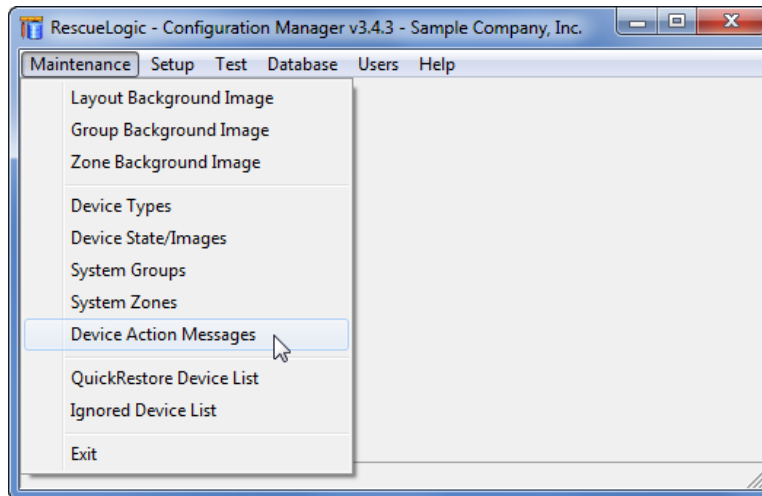 RescueLogic - Configuration Manager v3.4.3 - Sample Company, Inc.
Maintenance Setup Test Database Users Help
Layout Background Image
Group Background Image
Zone Background Image
Device Types
Device State/Images
System Groups
System Zones
Device Action Messages
QuickRestore Device List
Ignored Device List
Exit